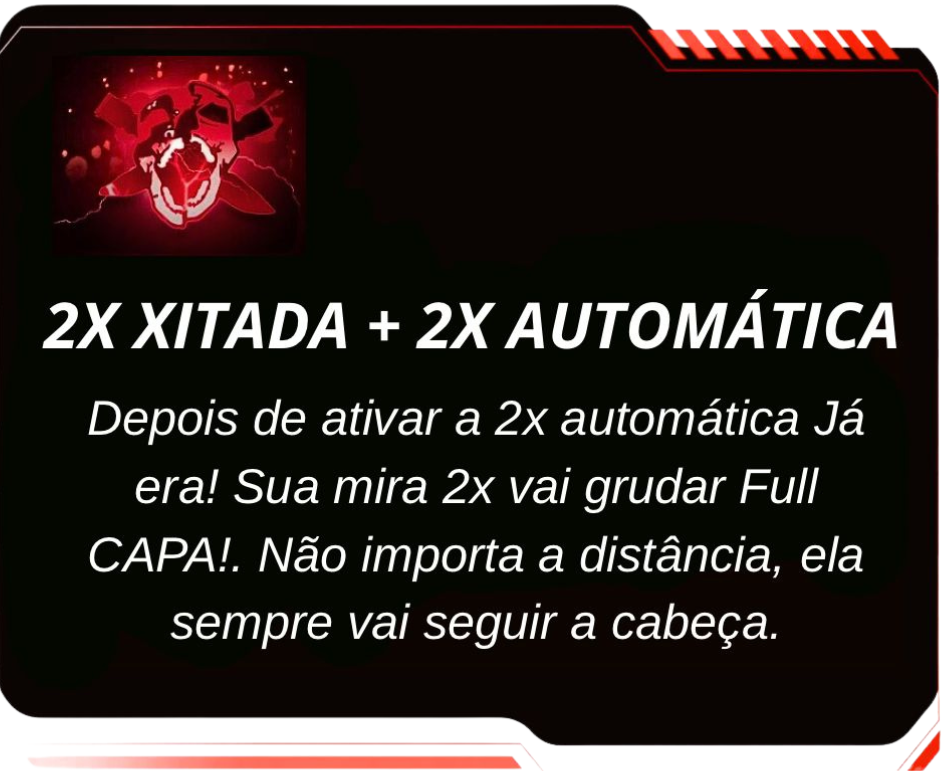 2X XITADA + 2X AUTOMÁTICA
Depois de ativar a 2x automática Já
era! Sua mira 2x vai grudar Full
CAPA!. Não importa a distância, ela
sempre vai seguir a cabeça.